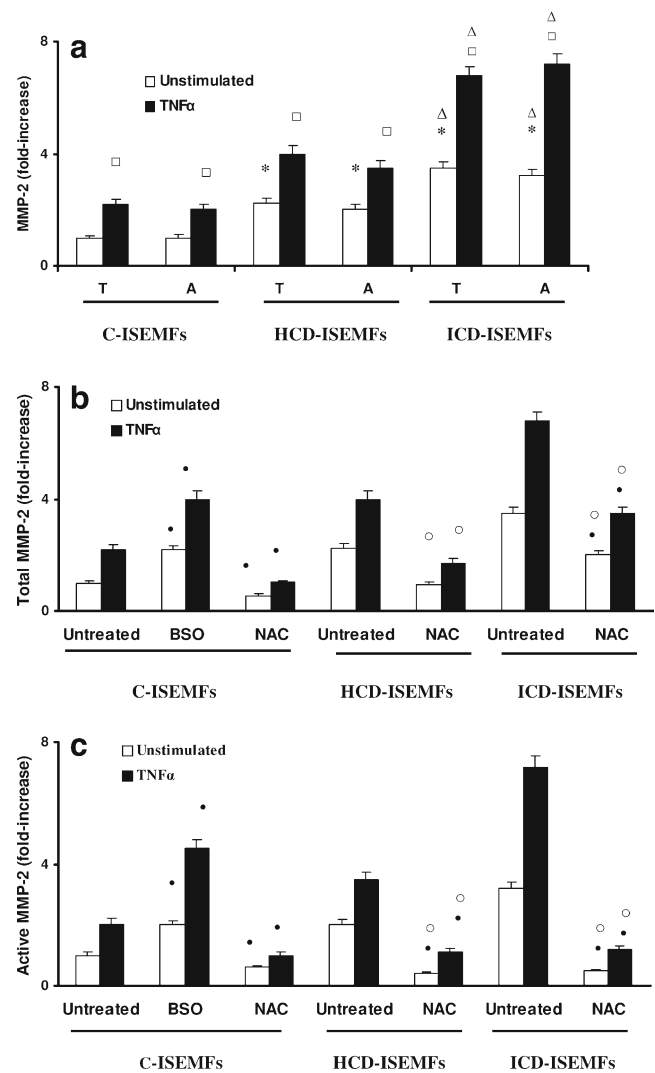 a
8
4
0
MMP-2 (fold-increase)
Unstimulated
TNFα
□ □ □ □ Δ □ Δ □
* * Δ * Δ *
T A T A T A
C-ISEMFs HCD-ISEMFs ICD-ISEMFs
b
8
4
0
Total MMP-2 (fold-increase)
Unstimulated
TNFα
Untreated BSO NAC Untreated NAC Untreated NAC
C-ISEMFs HCD-ISEMFs ICD-ISEMFs
c
8
4
0
Active MMP-2 (fold-increase)
Unstimulated
TNFα
Untreated BSO NAC Untreated NAC Untreated NAC
C-ISEMFs HCD-ISEMFs ICD-ISEMFs